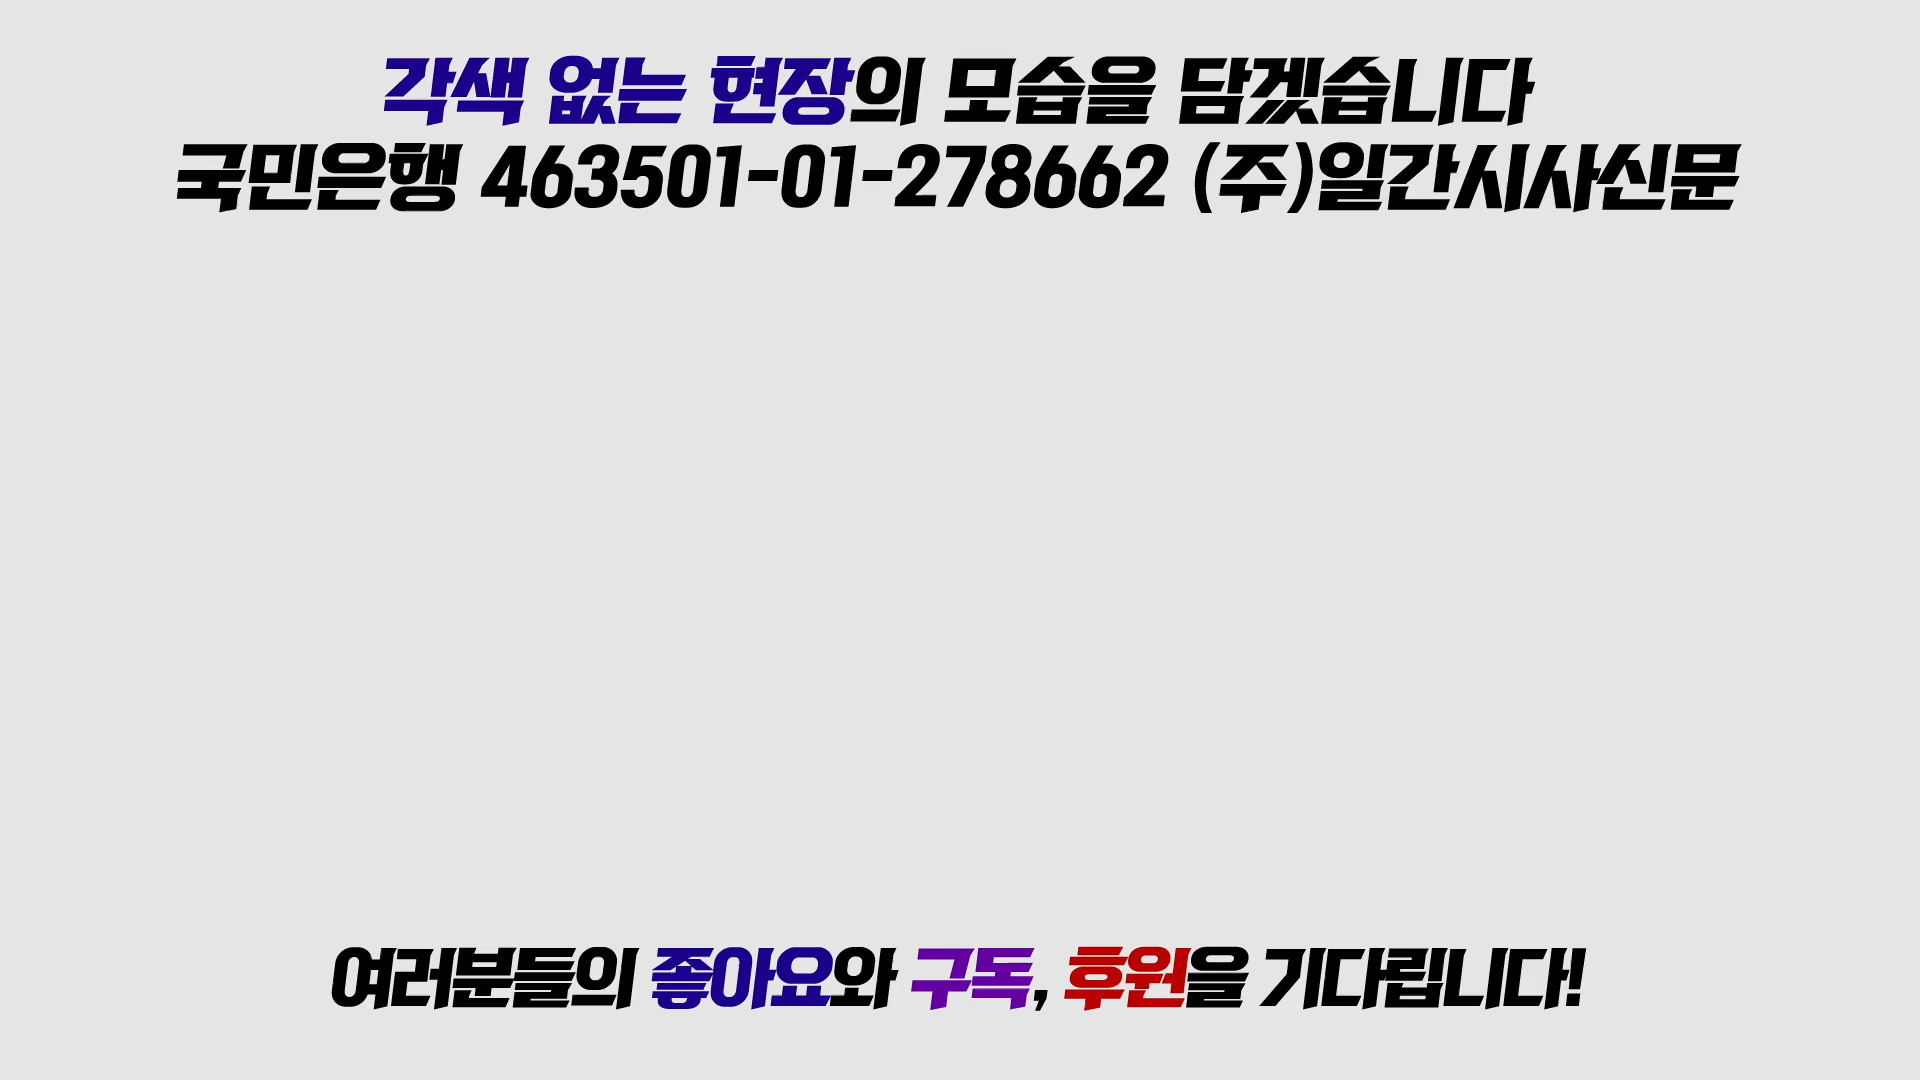 각색 없는 현장의 모습을 담겠습니다
국민은행 463501-01-278662 (주)일간시사신문
여러분들의 좋아요와 구독, 후원을 기다립니다!